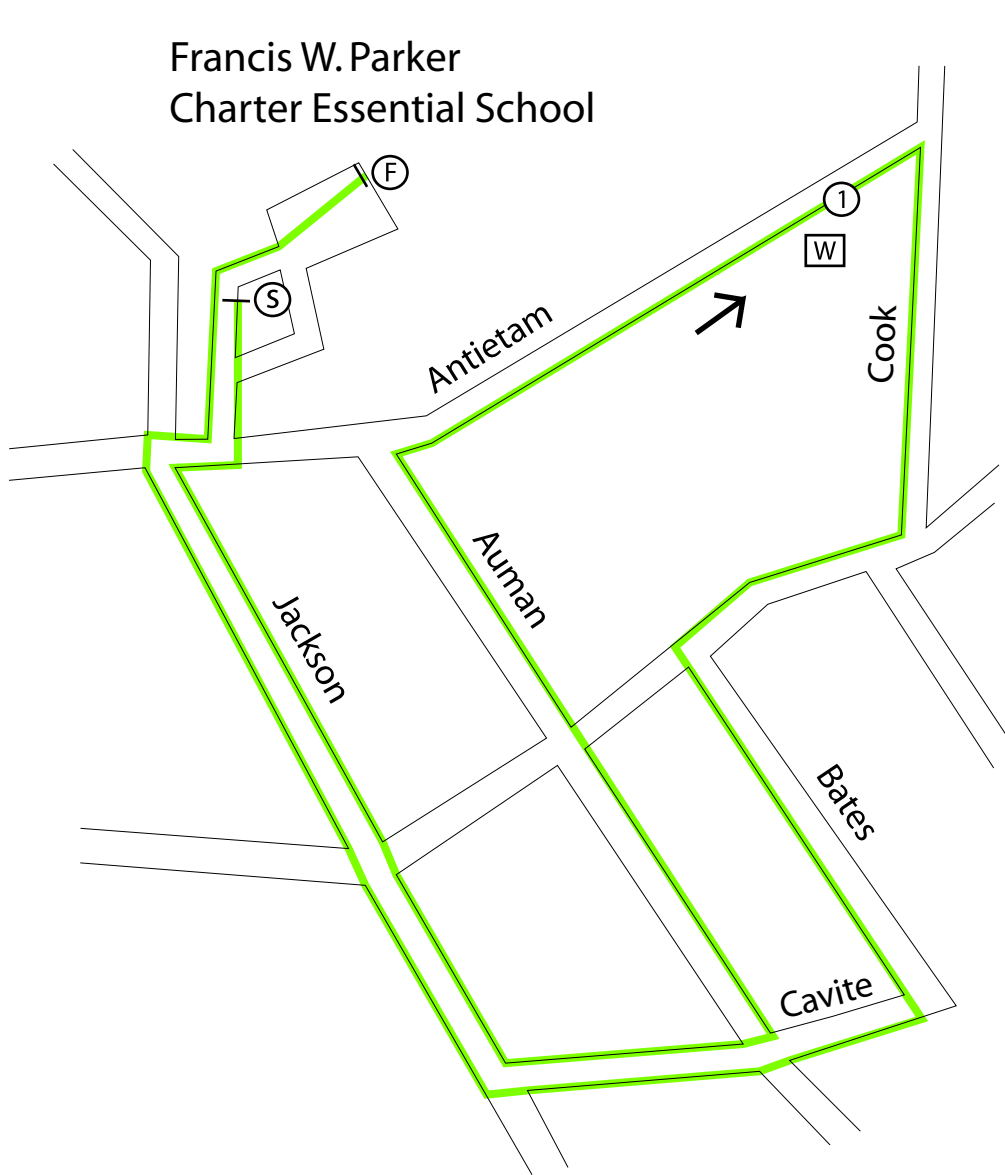 Francis W. Parker
Charter Essential School
F
1
W
S
Antietam
Cook
Auman
Jackson
Bates
Cavite